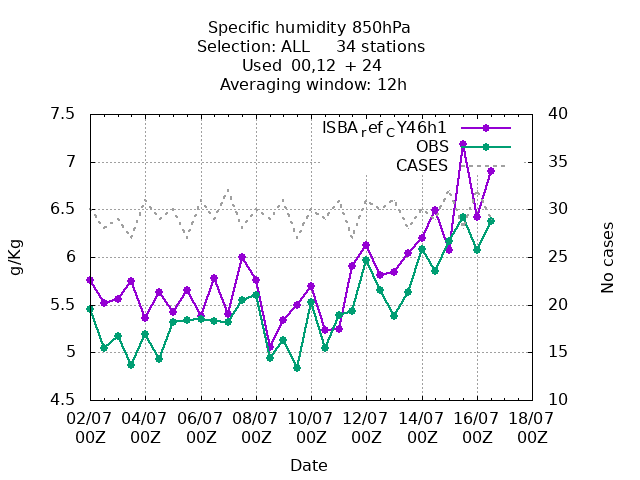 Specific humidity 850hPa
Selection: ALL 34 stations
Used 00,12 + 24
Averaging window: 12h
7.5 40
ISBArefCY46h1
OBS
7 35
CASES
6.5 30
6 25
g/Kg No cases
5.5 20
5 15
4.5 10
02/07 04/07 06/07 08/07 10/07 12/07 14/07 16/07 18/07
00Z 00Z 00Z 00Z 00Z 00Z 00Z 00Z 00Z
Date